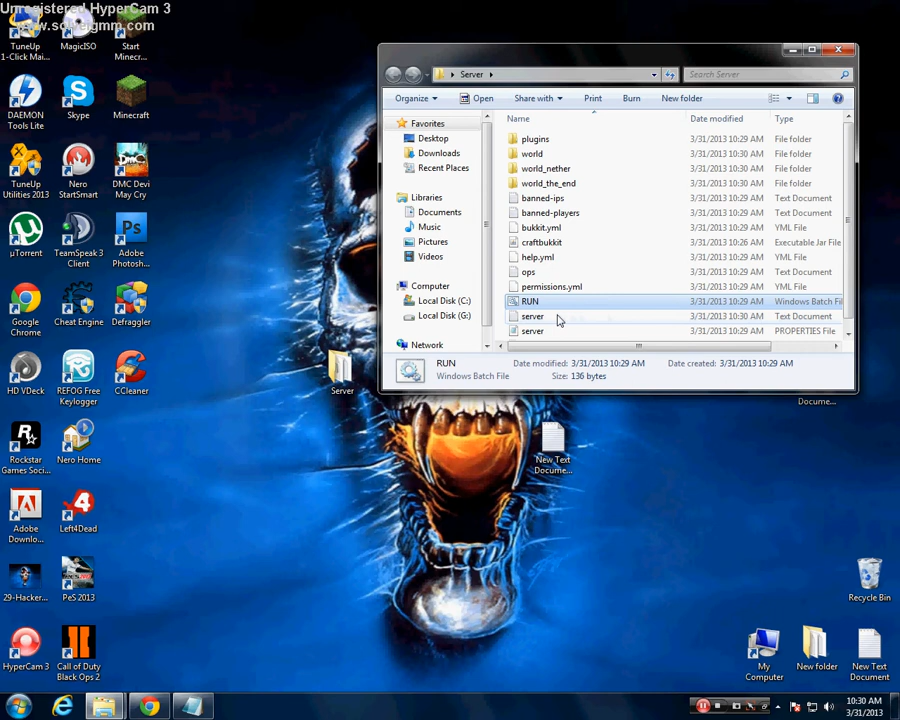 Unregistered HyperCam 3
www.solvergmm.com
TuneUp
1-Click Mai...
MagicISO
Start
Minecr...
DAEMON
Tools Lite
Skype
Minecraft
TuneUp
Utilities 2013
Nero
StartSmart
DMC Devi
May Cry
µTorrent
TeamSpeak 3
Client
Adobe
Photosh...
Google
Chrome
Cheat Engine
Defraggler
HD VDeck
REFOG Free
Keylogger
CCleaner
Rockstar
Games Soci...
Nero Home
Adobe
Downlo...
Left4Dead
29-Hacker...
PeS 2013
HyperCam 3
Call of Duty
Black Ops 2
Server
New Text
Docume...
Docume...
Recycle Bin
My
Computer
New folder
New Text
Document
Server
Search Server
Organize
Open
Share with
Print
Burn
New folder
Favorites
Desktop
Downloads
Recent Places
Libraries
Documents
Music
Pictures
Videos
Computer
Local Disk (C:)
Local Disk (G:)
Network
Name Date modified Type
plugins 3/31/2013 10:29 AM File folder
world 3/31/2013 10:30 AM File folder
world_nether 3/31/2013 10:30 AM File folder
world_the_end 3/31/2013 10:30 AM File folder
banned-ips 3/31/2013 10:29 AM Text Document
banned-players 3/31/2013 10:29 AM Text Document
bukkit.yml 3/31/2013 10:29 AM YML File
craftbukkit 3/31/2013 10:26 AM Executable Jar File
help.yml 3/31/2013 10:29 AM YML File
ops 3/31/2013 10:29 AM Text Document
permissions.yml 3/31/2013 10:29 AM YML File
RUN 3/31/2013 10:29 AM Windows Batch Fil
server 3/31/2013 10:30 AM Text Document
server 3/31/2013 10:29 AM PROPERTIES File
RUN Date modified: 3/31/2013 10:29 AM Date created: 3/31/2013 10:29 AM
Windows Batch File Size: 136 bytes
10:30 AM
3/31/2013